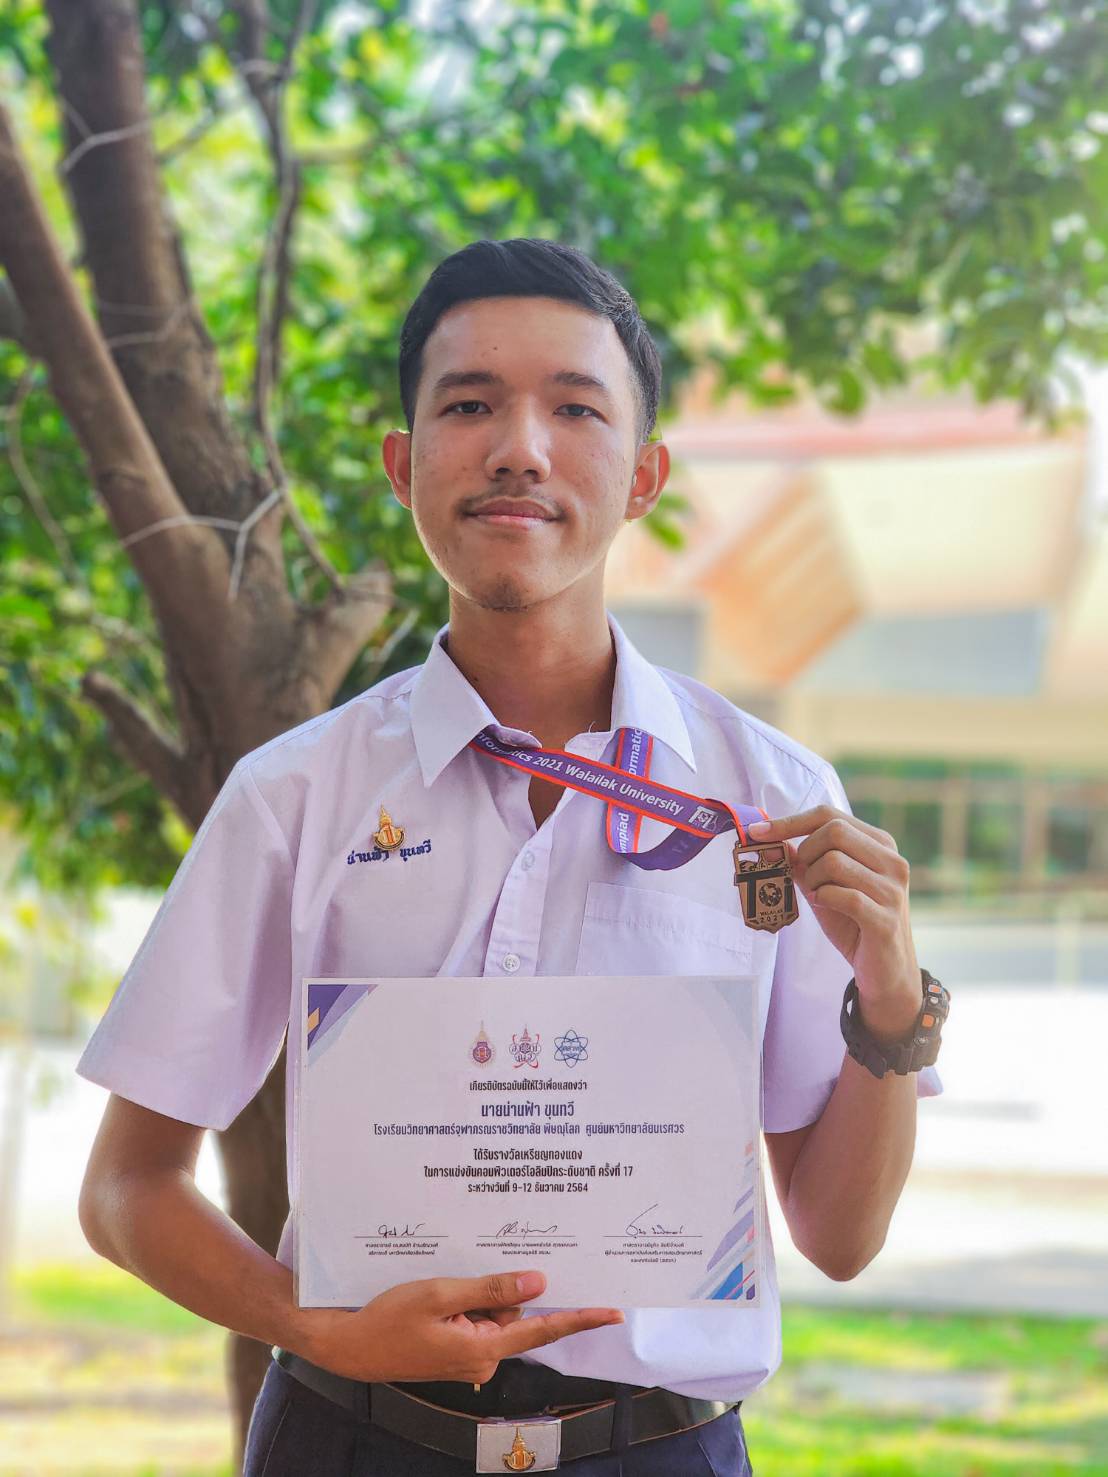 nformatics 2021 Walailak University
ormatic
mpiad
Toi
WALAILAK
2021
น่านฟ้า ขุนทวี
เกียรติบัตรฉบับนี้ให้ไว้เพื่อแสดงว่า
นายน่านฟ้า ขุนทวี
โรงเรียนวิทยาศาสตร์จุฬาภรณราชวิทยาลัย พิษณุโลก ศูนย์มหาวิทยาลัยนเรศวร
ได้รับรางวัลเหรียญทองแดง
ในการแข่งขันคอมพิวเตอร์โอลิมปิกระดับชาติ ครั้งที่ 17
ระหว่างวันที่ 9-12 ธันวาคม 2564